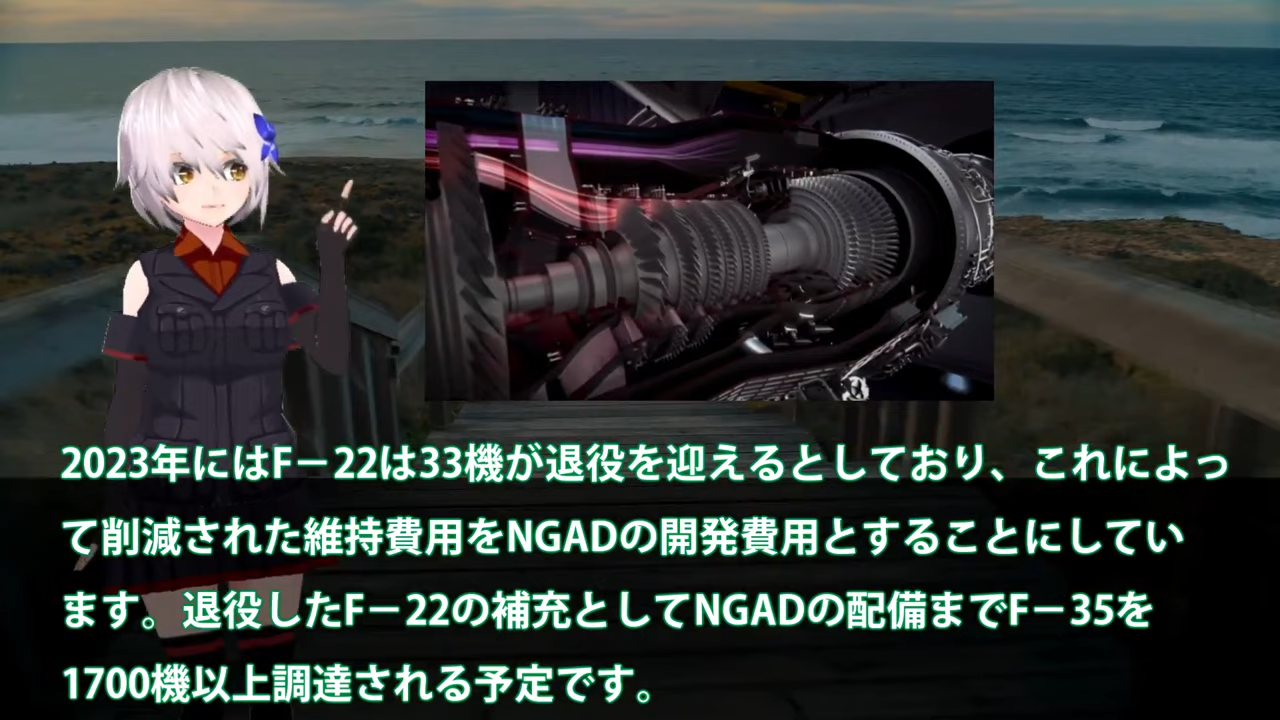 2023年にはF－22は33機が退役を迎えるとしており、これによっ
て削減された維持費用をNGADの開発費用とすることにしてい
ます。退役したF－22の補充としてNGADの配備までF－35を
1700機以上調達される予定です。